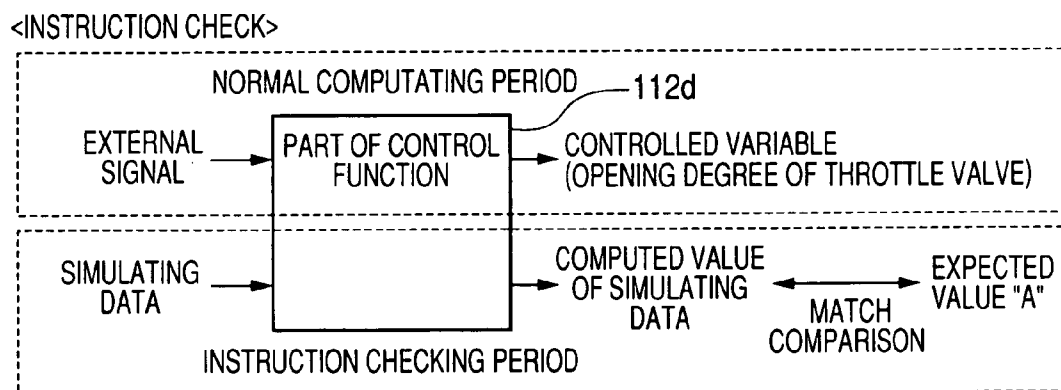 <INSTRUCTION CHECK>
NORMAL COMPUTATING PERIOD
112d
EXTERNAL
SIGNAL
PART OF CONTROL
FUNCTION
CONTROLLED VARIABLE
(OPENING DEGREE OF THROTTLE VALVE)
SIMULATING
DATA
COMPUTED VALUE
OF SIMULATING
DATA
MATCH
COMPARISON
EXPECTED
VALUE "A"
INSTRUCTION CHECKING PERIOD